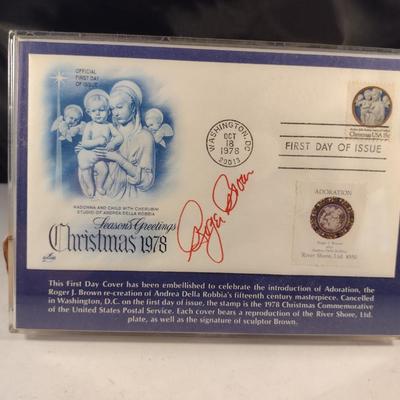 OFFICIAL
FIRST DAY
OF ISSUE
WASHINGTON, DC
OCT
18
1978
20013
FIRST DAY OF ISSUE
Christmas USA 15c
MADONNA AND CHILD WITH CHERUBIM
STUDIO OF ANDREA DELLA ROBBIA
Season's Greetings
Christmas 1978
Roger Brown
ADORATION
Roger J. Brown
River Shore, Ltd.
This First Day Cover has been embellished to celebrate the introduction of Adoration, the
Roger J. Brown re-creation of Andrea Della Robbia's fifteenth century masterpiece. Cancelled
in Washington, D.C. on the first day of issue, the stamp is the 1978 Christmas Commemorative
of the United States Postal Service. Each cover bears a reproduction of the River Shore, Ltd.
plate, as well as the signature of sculptor Brown.